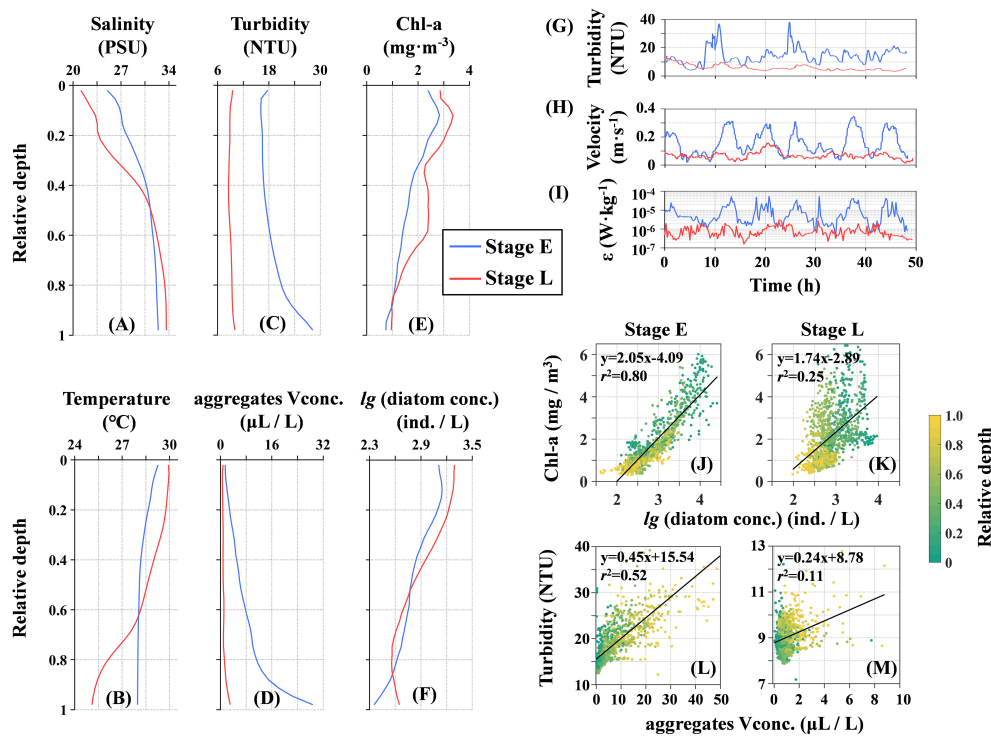 Salinity
(PSU)
20 27 34
Turbidity
(NTU)
6 18 30
Chl-a
(mg·m-3)
0 2 4
Relative depth
0
0.2
0.4
0.6
0.8
1
(A)
(C)
(E)
Stage E
Stage L
Temperature
(°C)
24 27 30
aggregates Vconc.
(μL / L)
0 16 32
lg (diatom conc.)
(ind. / L)
2.3 2.9 3.5
Relative depth
0
0.2
0.4
0.6
0.8
1
(B)
(D)
(F)
(G)
Turbidity
(NTU)
40
20
0
(H)
Velocity
(m·s-1)
0.4
0.2
0
(I)
ε (W·kg-1)
10-4
10-5
10-6
10-7
0 10 20 30 40 50
Time (h)
Stage E
Stage L
Chl-a (mg / m3)
6
4
2
0
y=2.05x-4.09
r2=0.80
(J)
2 3 4
6
4
2
0
y=1.74x-2.89
r2=0.25
(K)
1 2 3 4
lg (diatom conc.) (ind. / L)
Turbidity (NTU)
40
30
20
12
y=0.45x+15.54
r2=0.52
(L)
0 10 20 30 40 50
13
11
9
7
y=0.24x+8.78
r2=0.11
(M)
0 2 4 6 8 10
aggregates Vconc. (μL / L)
1.0
0.8
0.6
0.4
0.2
0
Relative depth